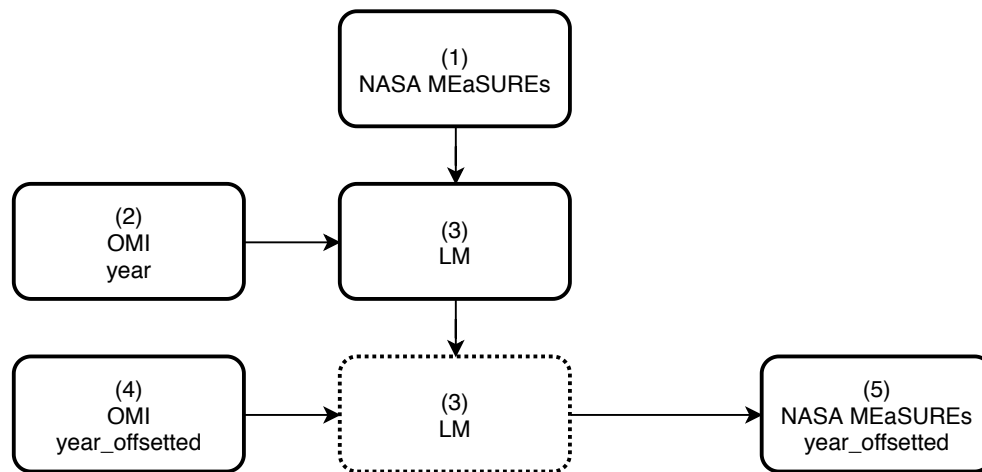 (1)
NASA MEaSUREs
(2)
OMI
year
(3)
LM
(4)
OMI
year_offsetted
(3)
LM
(5)
NASA MEaSUREs
year_offsetted